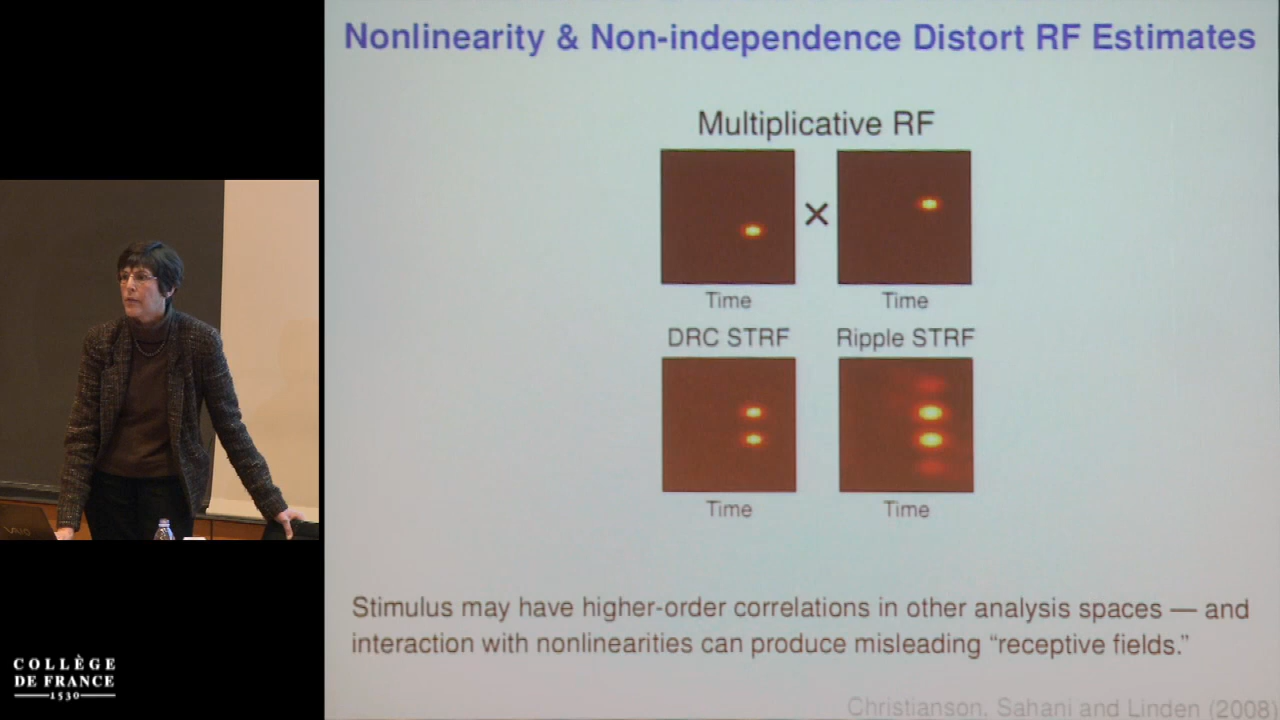 Nonlinearity & Non-independence Distort RF Estimates
Multiplicative RF
×
Time
Time
DRC STRF
Ripple STRF
Time
Time
Stimulus may have higher-order correlations in other analysis spaces — and
interaction with nonlinearities can produce misleading “receptive fields.”
Christianson, Sahani and Linden (2008)
VAIO
COLLÈGE
DE FRANCE
1530